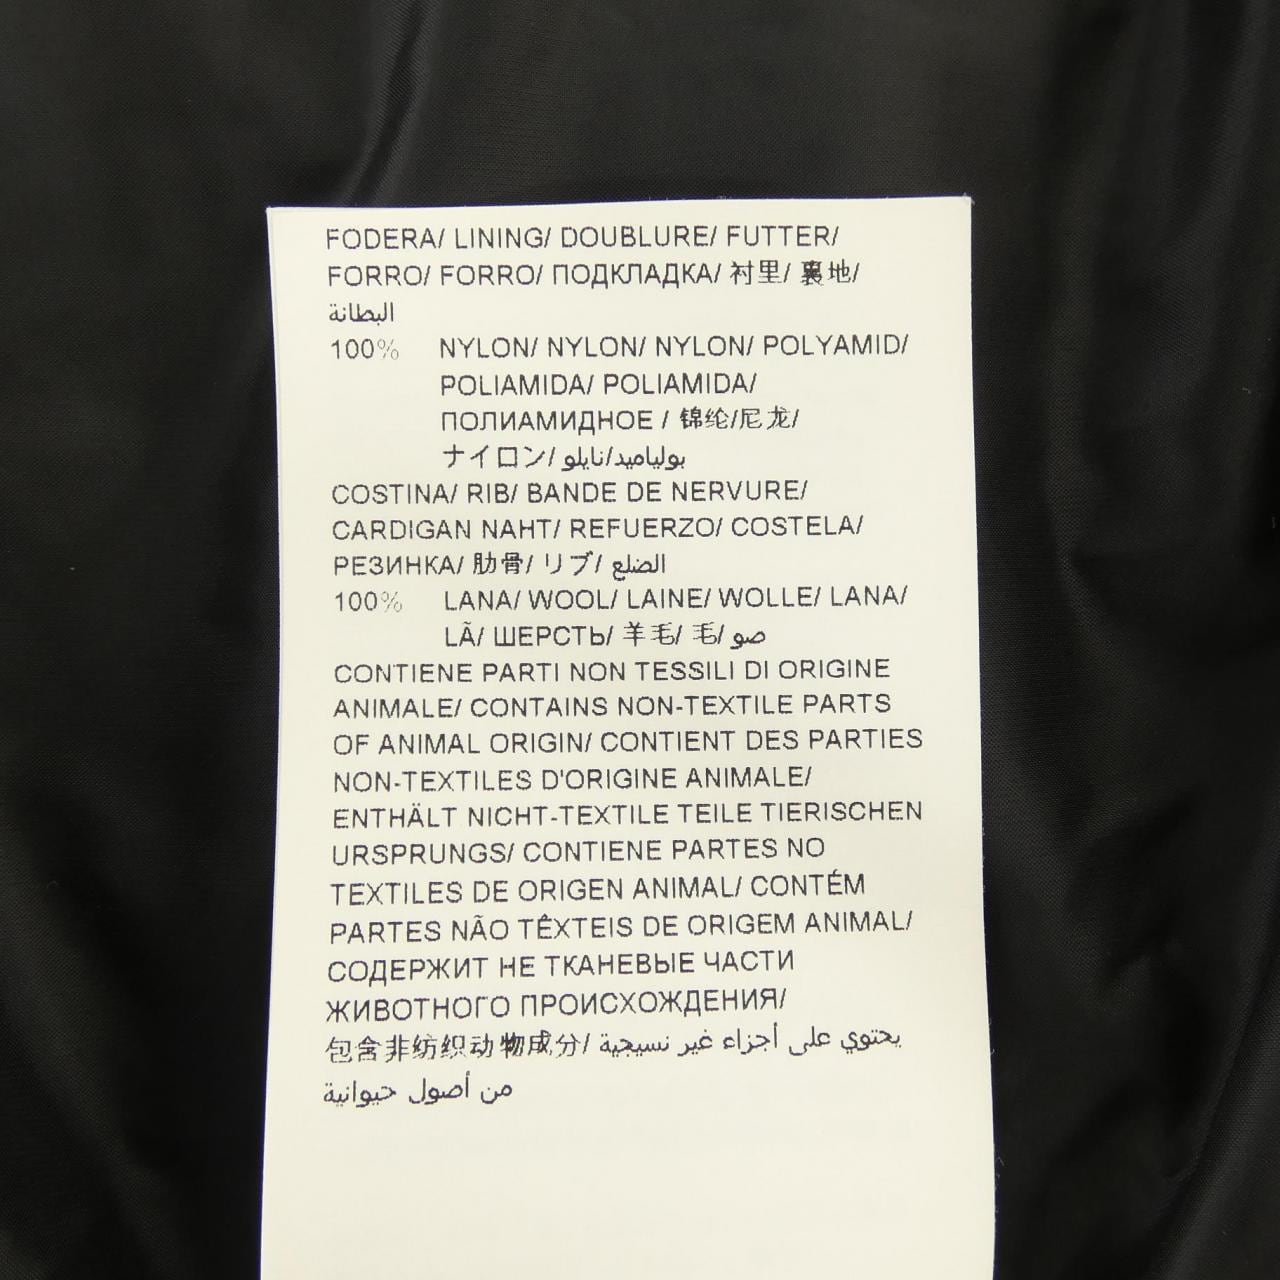 FODERA/ LINING/ DOUBLURE/ FUTTER/
FORRO/ FORRO/ ПОДКЛАДКА/ 衬里/ 裏地/
البطانة
100% NYLON/ NYLON/ NYLON/ POLYAMID/
POLIAMIDA/ POLIAMIDA/
ПОЛИАМИДНОЕ / 锦纶/尼龙/
ナイロン/ بولياميد/نايلو
COSTINA/ RIB/ BANDE DE NERVURE/
CARDIGAN NAHT/ REFUERZO/ COSTELA/
РЕЗИНКА/ 肋骨/ リブ/ الضلع
100% LANA/ WOOL/ LAINE/ WOLLE/ LANA/
LÃ/ ШЕРСТЬ/ 羊毛/ 毛/ صو
CONTIENE PARTI NON TESSILI DI ORIGINE
ANIMALE/ CONTAINS NON-TEXTILE PARTS
OF ANIMAL ORIGIN/ CONTIENT DES PARTIES
NON-TEXTILES D'ORIGINE ANIMALE/
ENTHÄLT NICHT-TEXTILE TEILE TIERISCHEN
URSPRUNGS/ CONTIENE PARTES NO
TEXTILES DE ORIGEN ANIMAL/ CONTÉM
PARTES NÃO TÊXTEIS DE ORIGEM ANIMAL/
СОДЕРЖИТ НЕ ТКАНЕВЫЕ ЧАСТИ
ЖИВОТНОГО ПРОИСХОЖДЕНИЯ/
包含非纺织动物成分/ يحتوي على أجزاء غير نسيجية
من أصول حيوانية